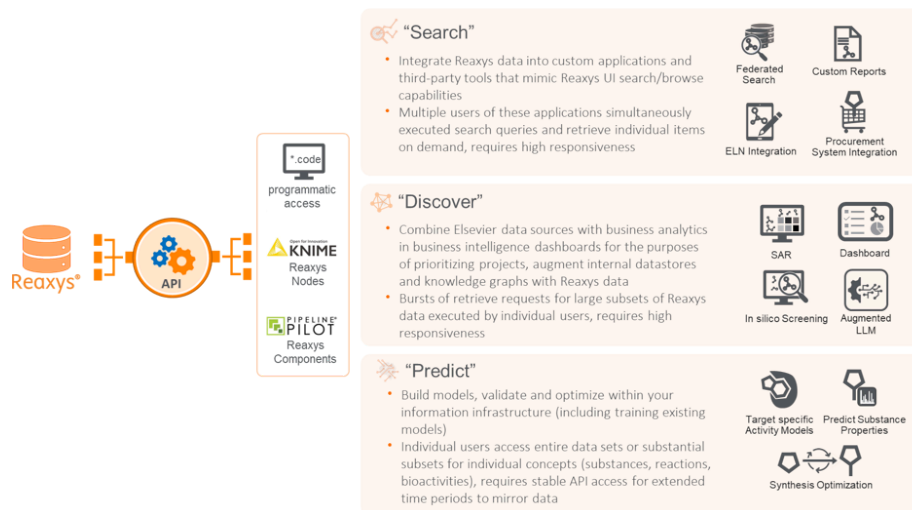 Reaxys®
API
*.code
programmatic
access
Open for Innovation
KNIME
Reaxys
Nodes
PIPELINE
PILOT
Reaxys
Components
“Search”
• Integrate Reaxys data into custom applications and
third-party tools that mimic Reaxys UI search/browse
capabilities
• Multiple users of these applications simultaneously
executed search queries and retrieve individual items
on demand, requires high responsiveness
Federated
Search
Custom Reports
ELN Integration
Procurement
System Integration
“Discover”
• Combine Elsevier data sources with business analytics
in business intelligence dashboards for the purposes
of prioritizing projects, augment internal datastores
and knowledge graphs with Reaxys data
• Bursts of retrieve requests for large subsets of Reaxys
data executed by individual users, requires high
responsiveness
SAR
Dashboard
In silico Screening
Augmented
LLM
“Predict”
• Build models, validate and optimize within your
information infrastructure (including training existing
models)
• Individual users access entire data sets or substantial
subsets for individual concepts (substances, reactions,
bioactivities), requires stable API access for extended
time periods to mirror data
Target specific
Activity Models
Predict Substance
Properties
Synthesis Optimization